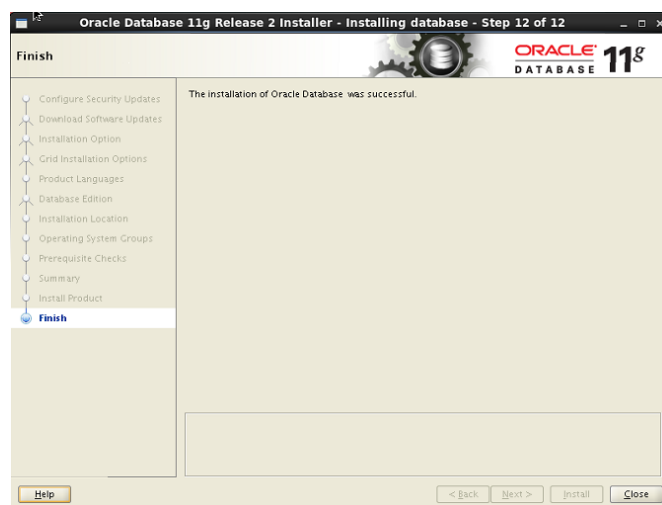 Oracle Database 11g Release 2 Installer - Installing database - Step 12 of 12
Finish
ORACLE 11g
DATABASE
Configure Security Updates
Download Software Updates
Installation Option
Grid Installation Options
Product Languages
Database Edition
Installation Location
Operating System Groups
Prerequisite Checks
Summary
Install Product
Finish
The installation of Oracle Database was successful.
Help
< Back
Next >
Install
Close